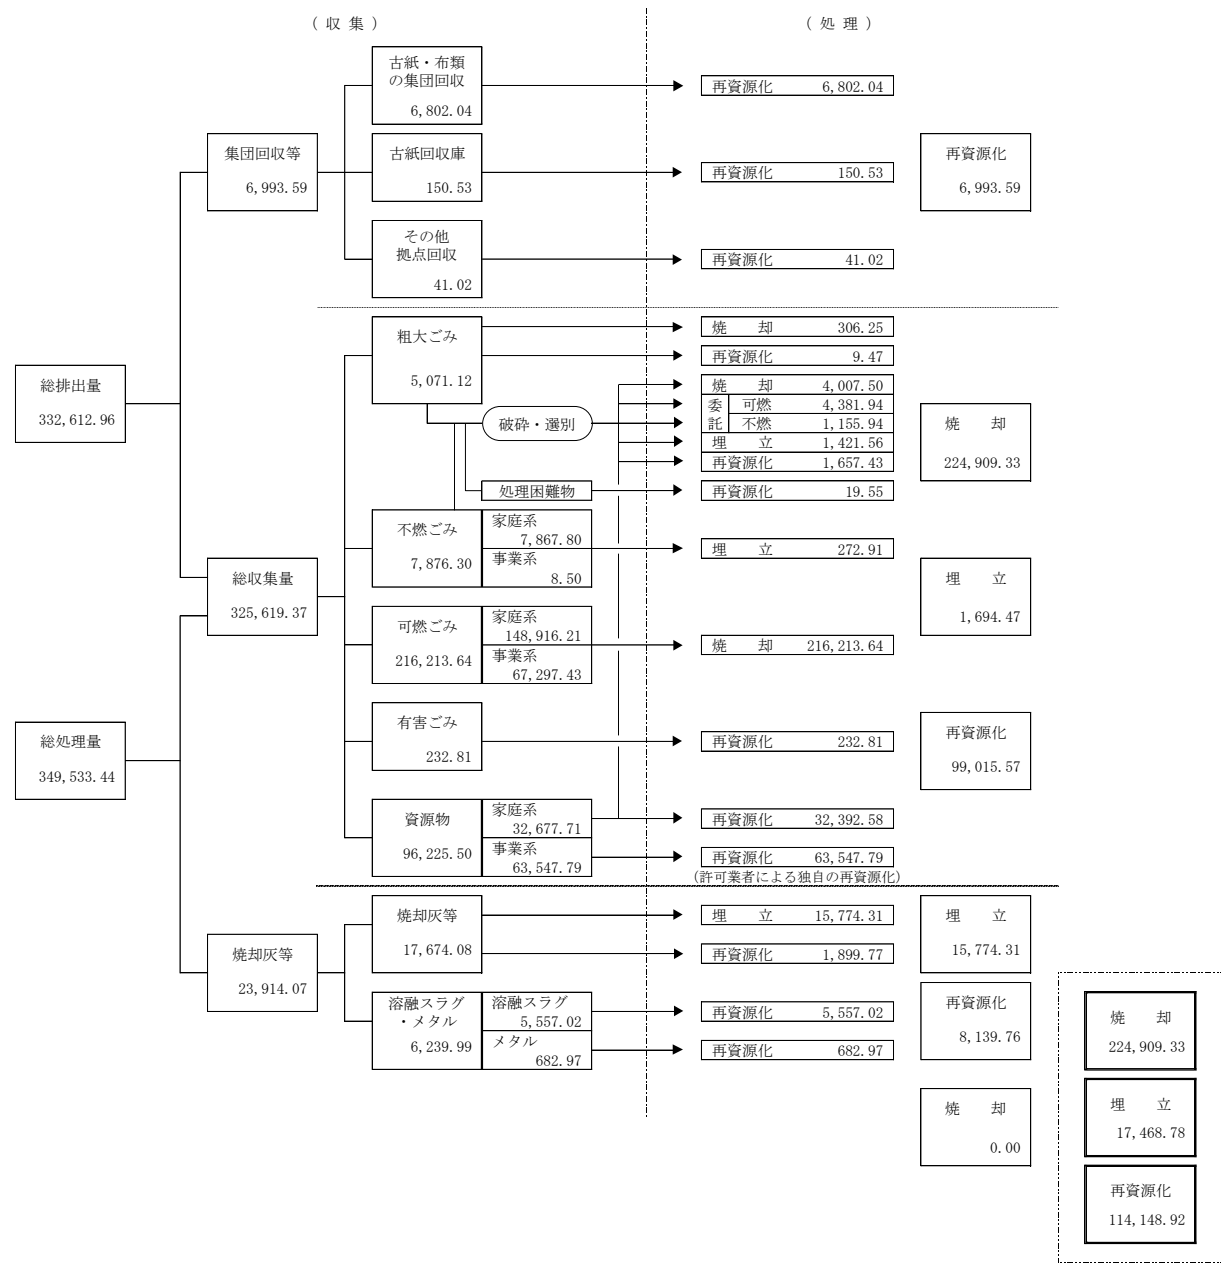 (収集)
(処理)
古紙・布類
の集団回収
6,802.04
再資源化 6,802.04
集団回収等
6,993.59
古紙回収庫
150.53
再資源化 150.53
再資源化
6,993.59
その他
拠点回収
41.02
再資源化 41.02
粗大ごみ
5,071.12
焼 却 306.25
再資源化 9.47
総排出量
332,612.96
焼 却 4,007.50
委託 可燃 4,381.94
不燃 1,155.94
埋 立 1,421.56
再資源化 1,657.43
破砕・選別
焼 却
224,909.33
処理困難物
再資源化 19.55
不燃ごみ
7,876.30
家庭系
7,867.80
事業系
8.50
埋 立 272.91
総収集量
325,619.37
埋 立
1,694.47
可燃ごみ
216,213.64
家庭系
148,916.21
事業系
67,297.43
焼 却 216,213.64
有害ごみ
232.81
再資源化 232.81
総処理量
349,533.44
再資源化
99,015.57
資源物
96,225.50
家庭系
32,677.71
事業系
63,547.79
再資源化 32,392.58
再資源化 63,547.79
(許可業者による独自の再資源化)
焼却灰等
17,674.08
埋 立 15,774.31
再資源化 1,899.77
埋 立
15,774.31
焼却灰等
23,914.07
溶融スラグ
・メタル
6,239.99
溶融スラグ
5,557.02
メタル
682.97
再資源化 5,557.02
再資源化 682.97
再資源化
8,139.76
焼 却
0.00
焼 却
224,909.33
埋 立
17,468.78
再資源化
114,148.92